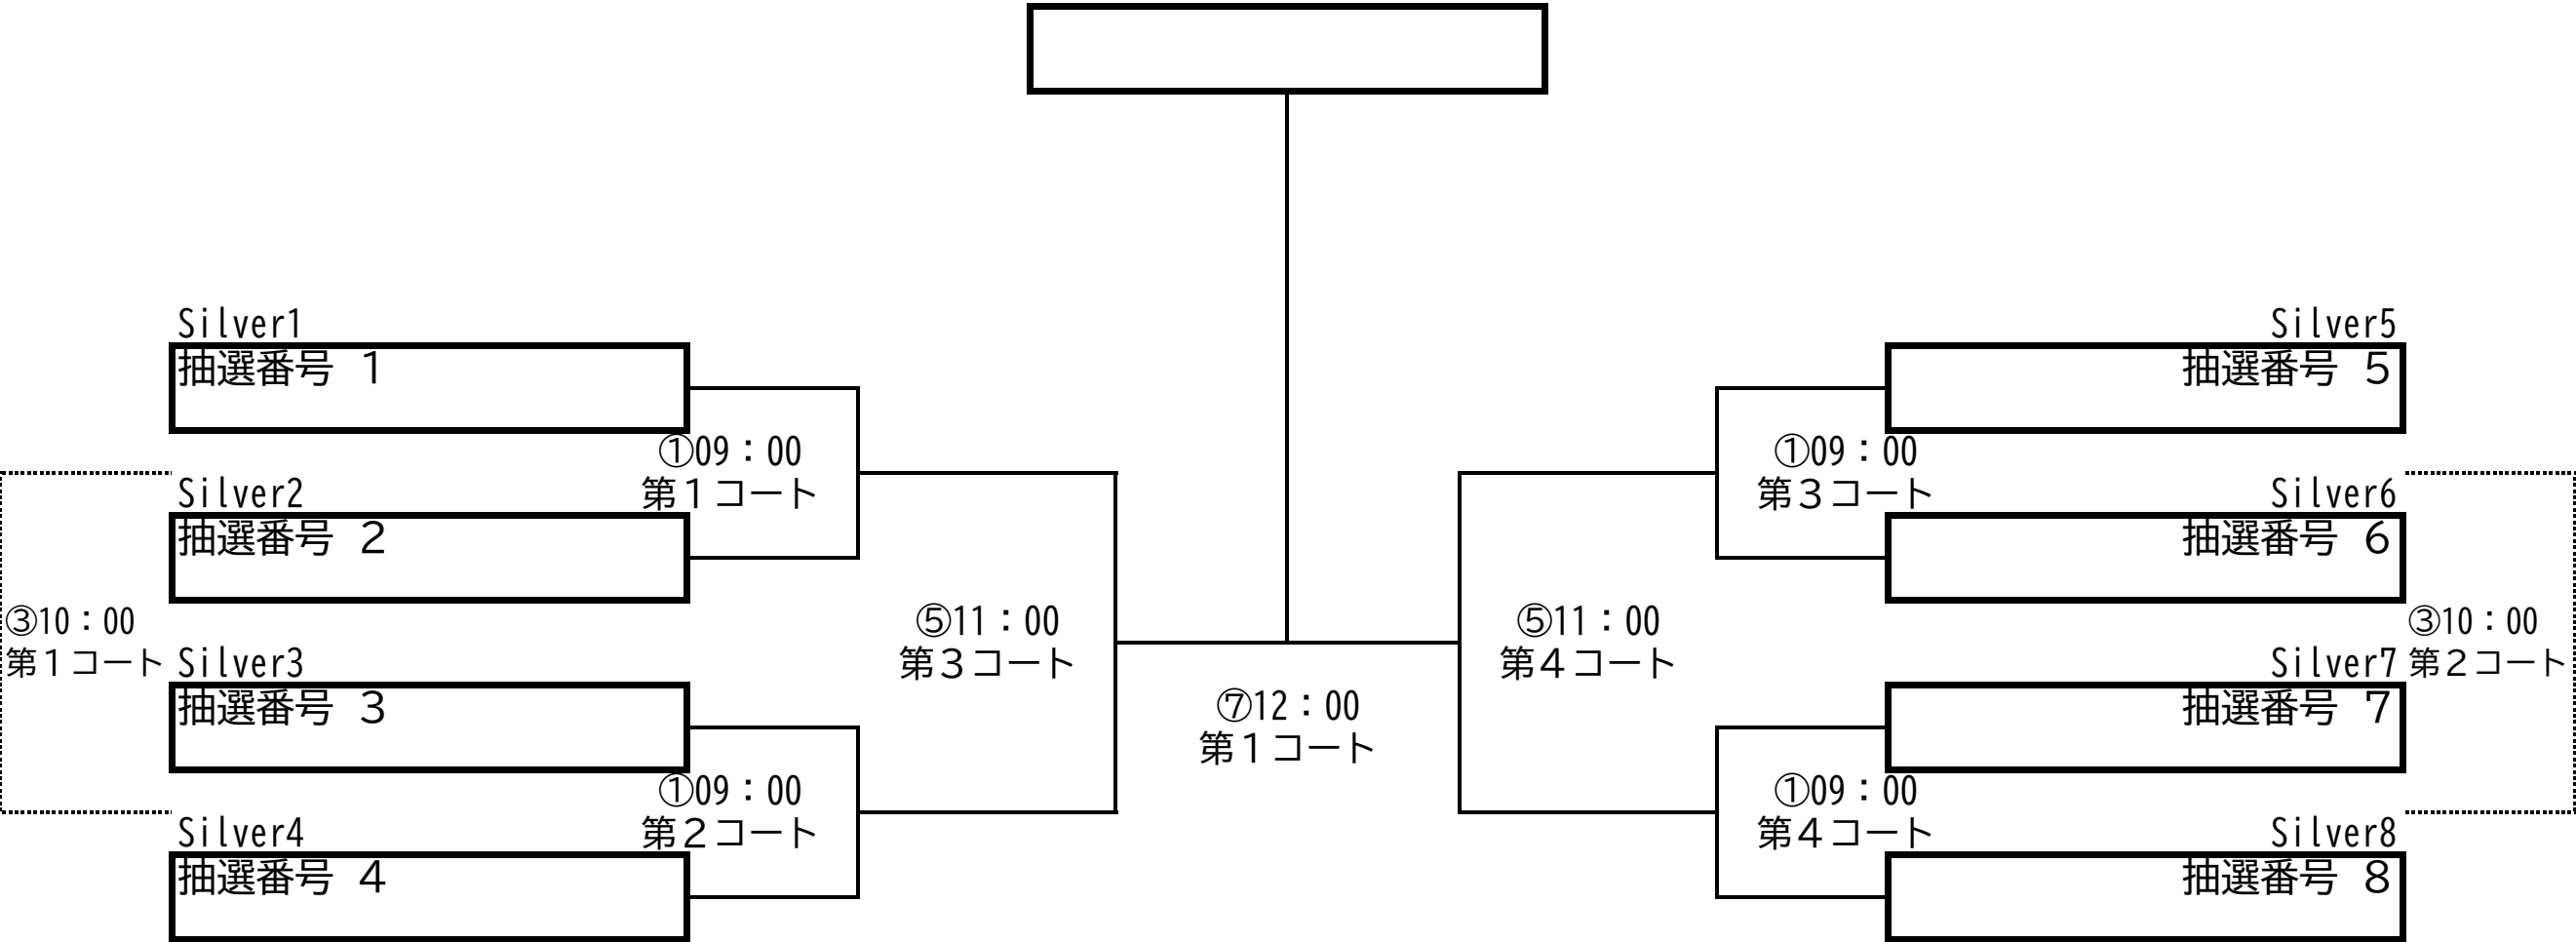 Silver1
抽選番号 1
①09：00
第１コート
Silver2
抽選番号 2
③10：00
第１コート
Silver3
抽選番号 3
①09：00
第２コート
Silver4
抽選番号 4
⑤11：00
第３コート
⑦12：00
第１コート
⑤11：00
第４コート
Silver5
抽選番号 5
①09：00
第３コート
Silver6
抽選番号 6
③10：00
第２コート
Silver7
抽選番号 7
①09：00
第４コート
Silver8
抽選番号 8